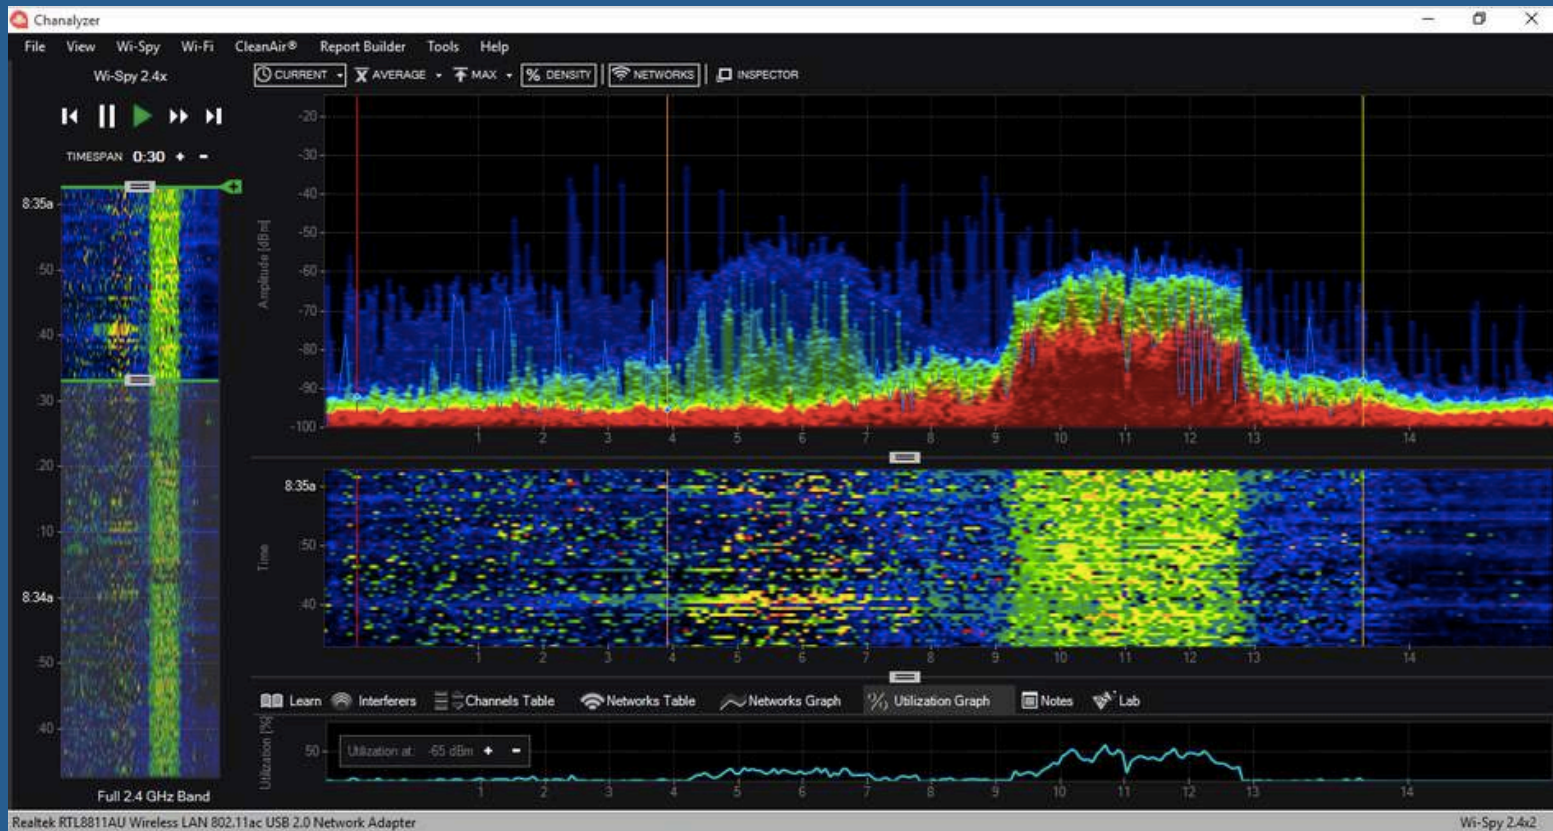 Chanalyzer
File View Wi-Spy Wi-Fi CleanAir® Report Builder Tools Help
Wi-Spy 2.4x
CURRENT AVERAGE MAX % DENSITY NETWORKS INSPECTOR
TIMESPAN 0:30 + -
8:35a
:50
:40
:30
:20
:10
8:34a
:50
:40
Full 2.4 GHz Band
Amplitude [dBm]
-20
-30
-40
-50
-60
-70
-80
-90
-100
1 2 3 4 5 6 7 8 9 10 11 12 13 14
Time
8:35a
:50
:40
1 2 3 4 5 6 7 8 9 10 11 12 13 14
Learn Interferers Channels Table Networks Table Networks Graph Utilization Graph Notes Lab
Utilization [%]
50
Utilization at: -65 dBm + -
1 2 3 4 5 6 7 8 9 10 11 12 13 14
Realtek RTL8811AU Wireless LAN 802.11ac USB 2.0 Network Adapter
Wi-Spy 2.4x2